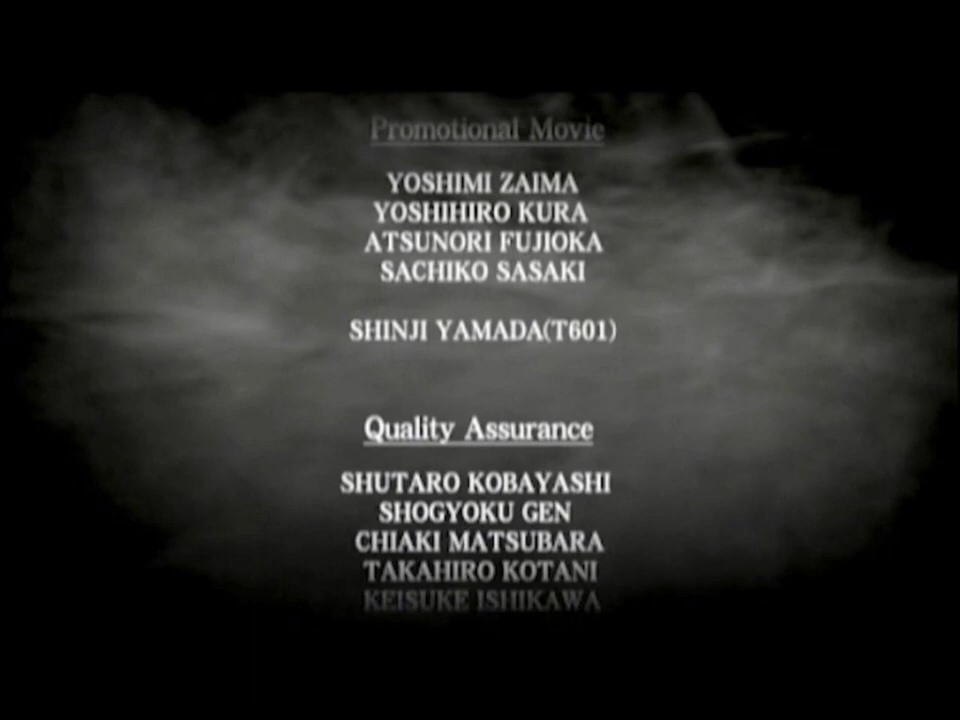 Promotional Movie
YOSHIMI ZAIMA
YOSHIHIRO KURA
ATSUNORI FUJIOKA
SACHIKO SASAKI
SHINJI YAMADA(T601)
Quality Assurance
SHUTARO KOBAYASHI
SHOGYOKU GEN
CHIAKI MATSUBARA
TAKAHIRO KOTANI
KEISUKE ISHIKAWA